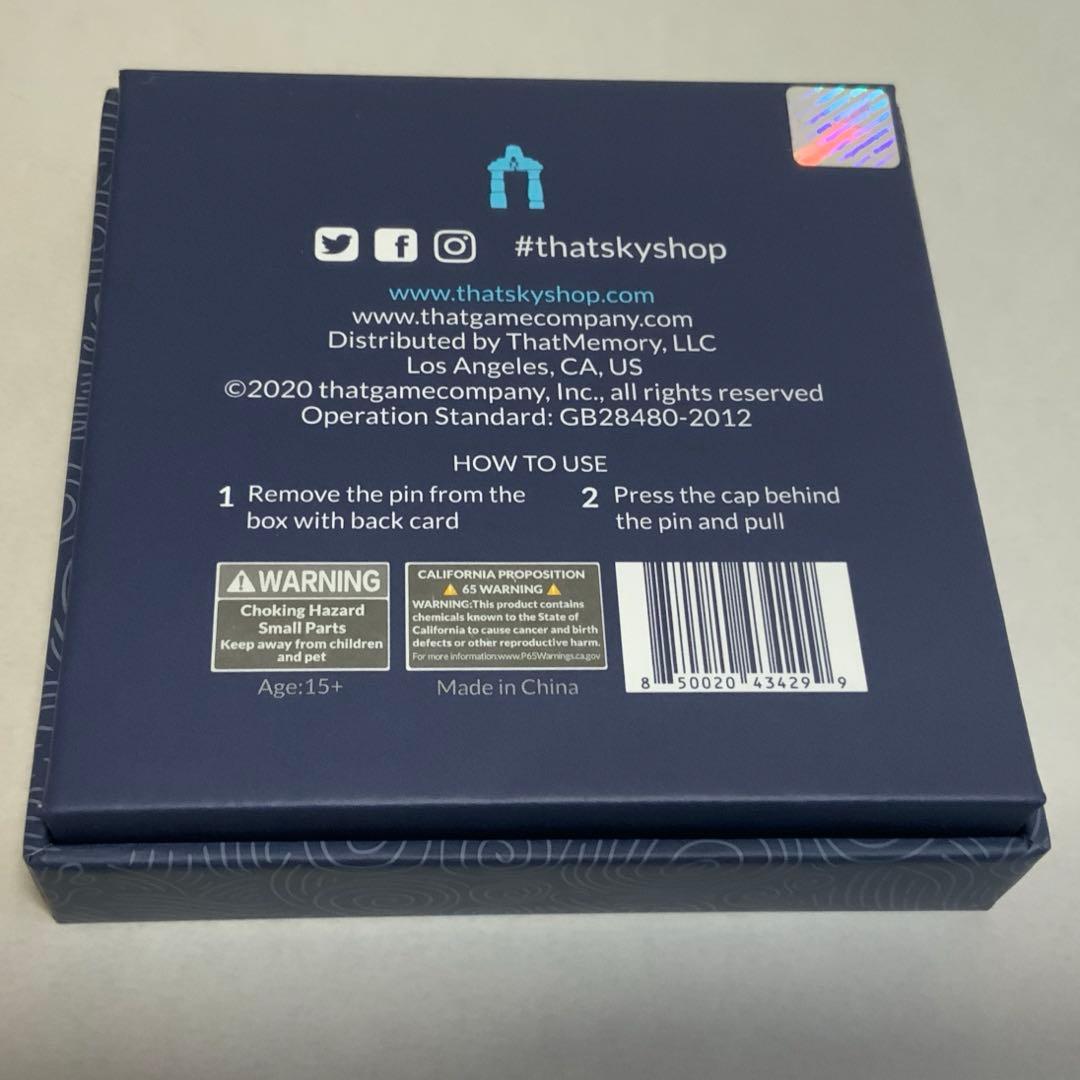 #thatskyshop
www.thatskyshop.com
www.thatgamecompany.com
Distributed by ThatMemory, LLC
Los Angeles, CA, US
©2020 thatgamecompany, Inc., all rights reserved
Operation Standard: GB28480-2012
HOW TO USE
1 Remove the pin from the
box with back card
2 Press the cap behind
the pin and pull
WARNING
Choking Hazard
Small Parts
Keep away from children
and pet
Age:15+
CALIFORNIA PROPOSITION
65 WARNING
WARNING:This product contains
chemicals known to the State of
California to cause cancer and birth
defects or other reproductive harm.
For more information:www.P65Warnings.ca.gov
Made in China
8 50020 43429 9